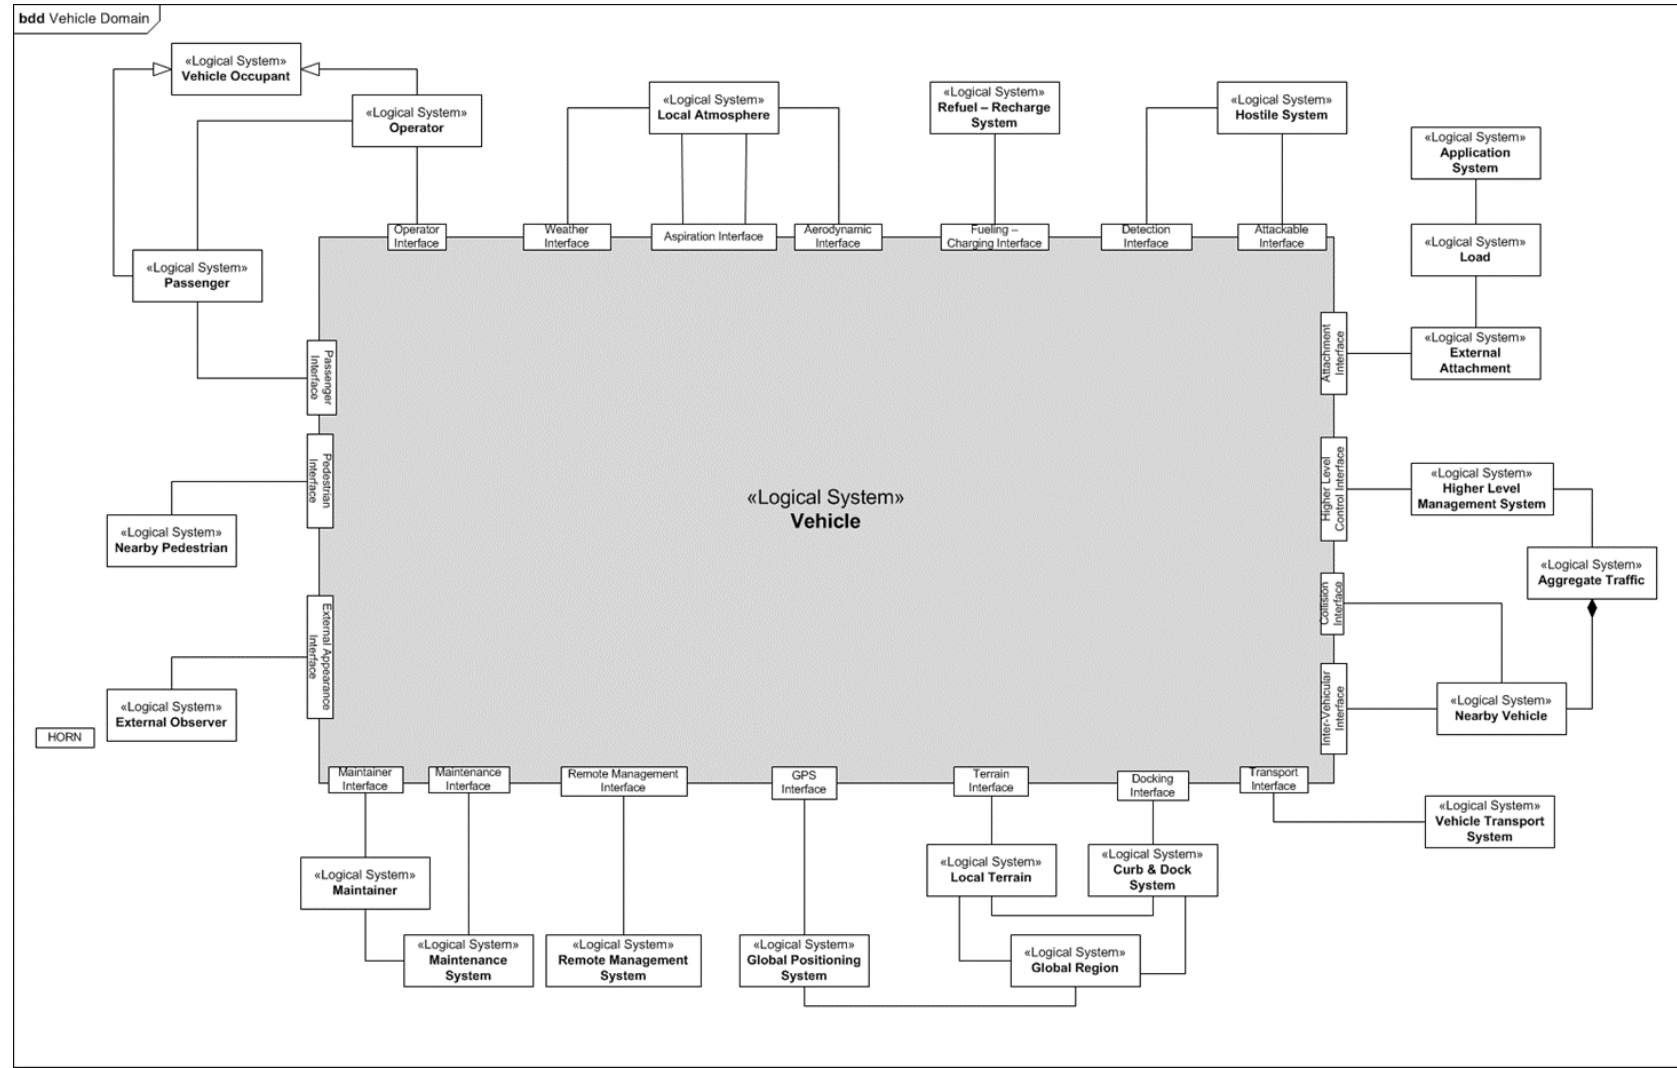 bdd Vehicle Domain
«Logical System»
Vehicle Occupant
«Logical System»
Operator
«Logical System»
Local Atmosphere
«Logical System»
Refuel – Recharge
System
«Logical System»
Hostile System
«Logical System»
Application
System
Operator
Interface
Weather
Interface
Aspiration Interface
Aerodynamic
Interface
Fueling –
Charging Interface
Detection
Interface
Attackable
Interface
«Logical System»
Load
«Logical System»
Passenger
Passenger
Interface
Attachment
Interface
«Logical System»
External
Attachment
Pedestrian
Interface
Higher Level
Control Interface
«Logical System»
Higher Level
Management System
«Logical System»
Vehicle
«Logical System»
Nearby Pedestrian
«Logical System»
Aggregate Traffic
Collision
Interface
External Appearance
Interface
Inter-Vehicular
Interface
«Logical System»
Nearby Vehicle
«Logical System»
External Observer
HORN
Maintainer
Interface
Maintenance
Interface
Remote Management
Interface
GPS
Interface
Terrain
Interface
Docking
Interface
Transport
Interface
«Logical System»
Vehicle Transport
System
«Logical System»
Maintainer
«Logical System»
Local Terrain
«Logical System»
Curb & Dock
System
«Logical System»
Maintenance
System
«Logical System»
Remote Management
System
«Logical System»
Global Positioning
System
«Logical System»
Global Region